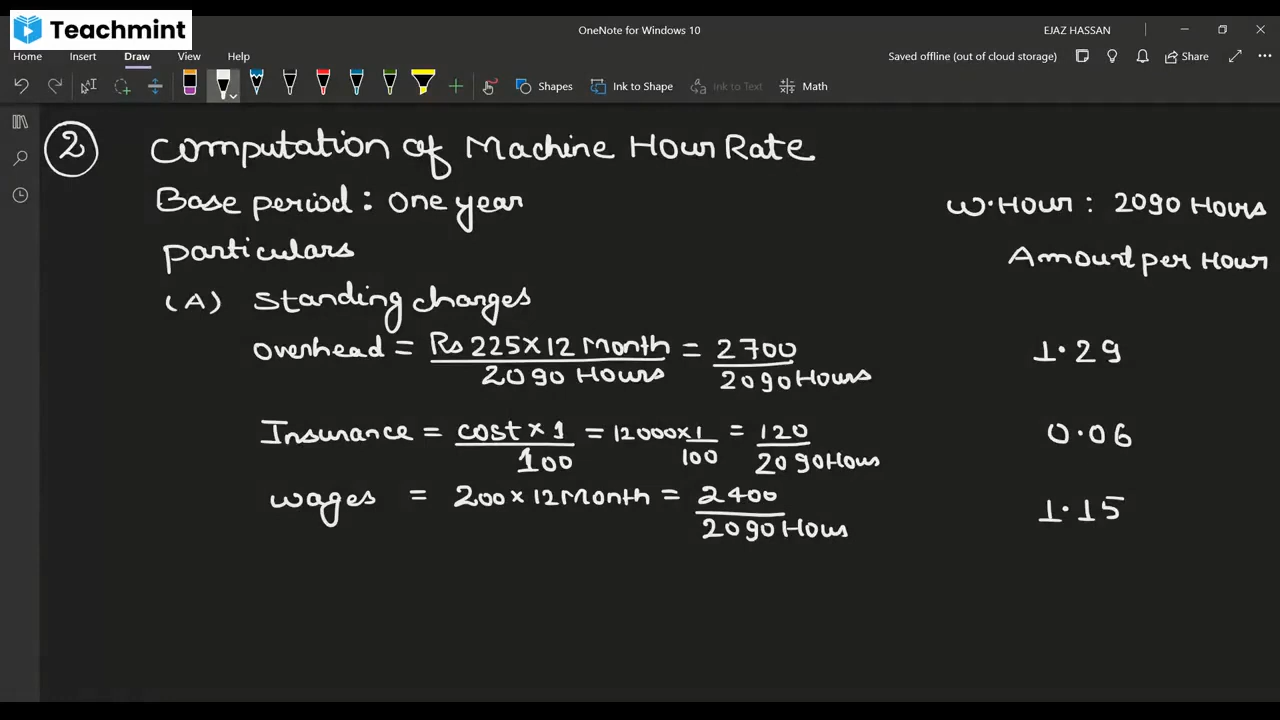 Teachmint
OneNote for Windows 10
EJAZ HASSAN
Home Insert Draw View Help
Saved offline (out of cloud storage) Share
Shapes Ink to Shape Ink to Text Math
2 Computation of Machine Hour Rate
Base period : One year W.Hour : 2090 Hours
particulars Amount per Hour
(A) Standing charges
overhead = Rs 225 x 12 Month / 2090 Hours = 2700 / 2090 Hours 1.29
Insurance = cost x 1 / 100 = 12000 x 1 / 100 = 120 / 2090 Hous 0.06
wages = 200 x 12 Month = 2400 / 2090 Hous 1.15